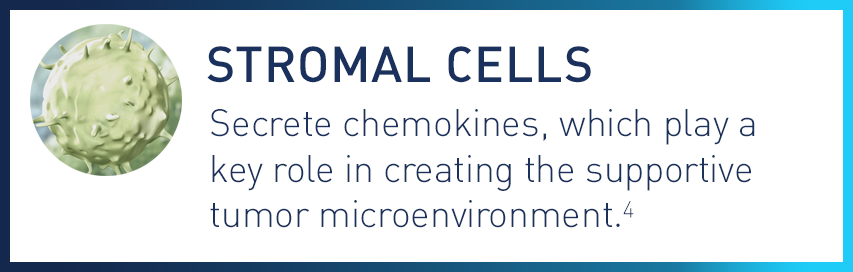 STROMAL CELLS
Secrete chemokines, which play a
key role in creating the supportive
tumor microenvironment.⁴